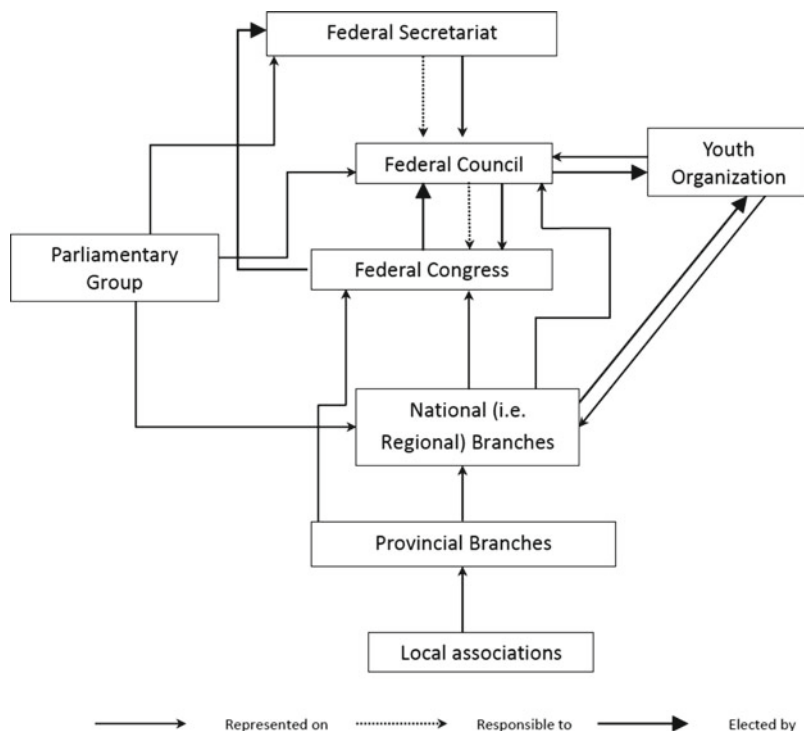 Federal Secretariat
Federal Council
Youth
Organization
Parliamentary
Group
Federal Congress
National (i.e.
Regional) Branches
Provincial Branches
Local associations
Represented on
Responsible to
Elected by